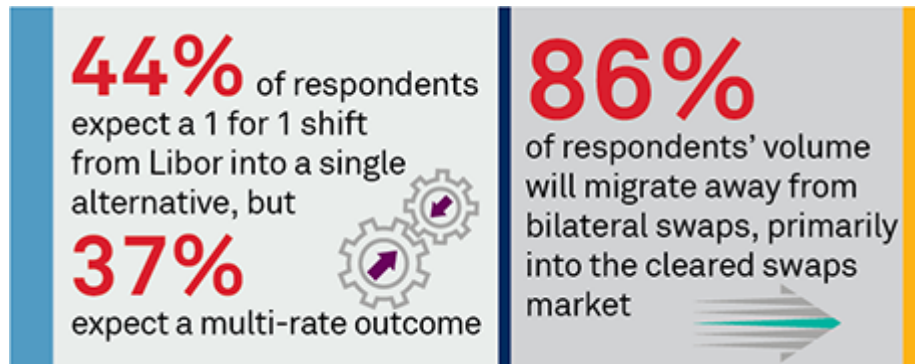 44% of respondents
expect a 1 for 1 shift
from Libor into a single
alternative, but
37%
expect a multi-rate outcome
86%
of respondents’ volume
will migrate away from
bilateral swaps, primarily
into the cleared swaps
market